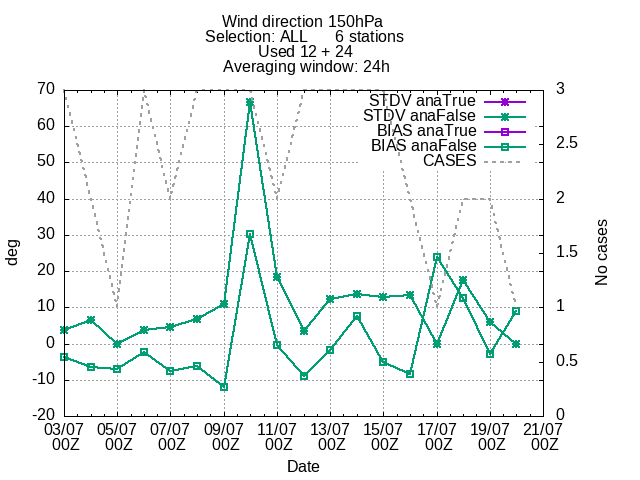 Wind direction 150hPa
Selection: ALL 6 stations
Used 12 + 24
Averaging window: 24h
STDV anaTrue
STDV anaFalse
BIAS anaTrue
BIAS anaFalse
CASES
deg
70
60
50
40
30
20
10
0
-10
-20
No cases
3
2.5
2
1.5
1
0.5
0
03/07 05/07 07/07 09/07 11/07 13/07 15/07 17/07 19/07 21/07
00Z 00Z 00Z 00Z 00Z 00Z 00Z 00Z 00Z 00Z
Date